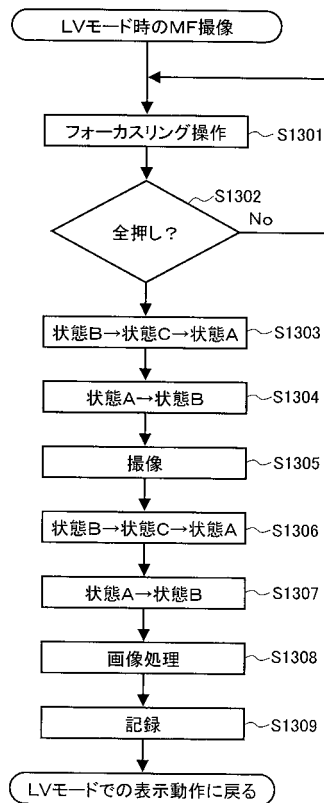 LVモード時のMF撮像
フォーカスリング操作
S1301
S1302
全押し?
No
状態B→状態C→状態A
S1303
状態A→状態B
S1304
撮像
S1305
状態B→状態C→状態A
S1306
状態A→状態B
S1307
画像処理
S1308
記録
S1309
LVモードでの表示動作に戻る